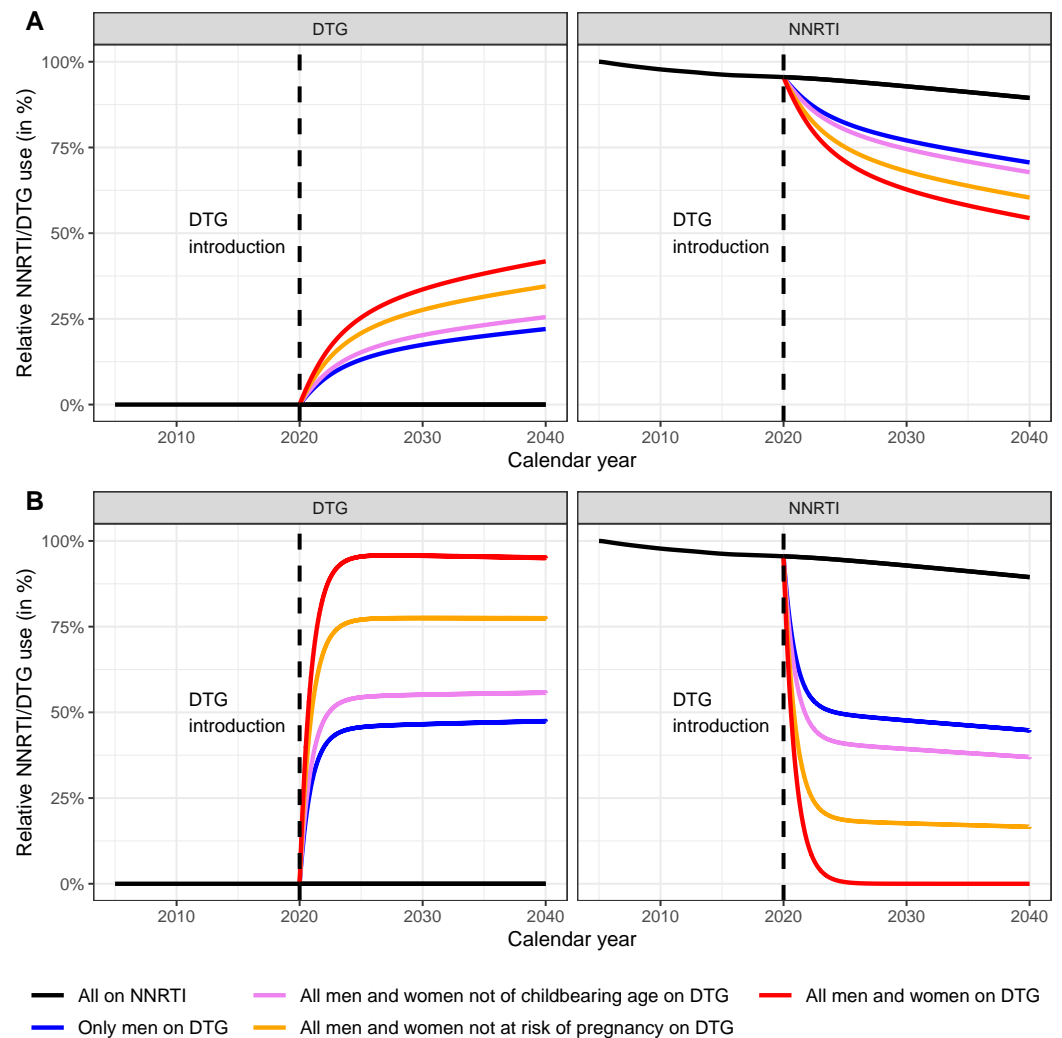 A
DTG
NNRTI
Relative NNRTI/DTG use (in %)
100%
75%
50%
25%
0%
DTG
introduction
DTG
introduction
2010
2020
2030
2040
2010
2020
2030
2040
Calendar year
Calendar year
B
DTG
NNRTI
Relative NNRTI/DTG use (in %)
100%
75%
50%
25%
0%
DTG
introduction
DTG
introduction
2010
2020
2030
2040
2010
2020
2030
2040
Calendar year
Calendar year
All on NNRTI
All men and women not of childbearing age on DTG
All men and women on DTG
Only men on DTG
All men and women not at risk of pregnancy on DTG